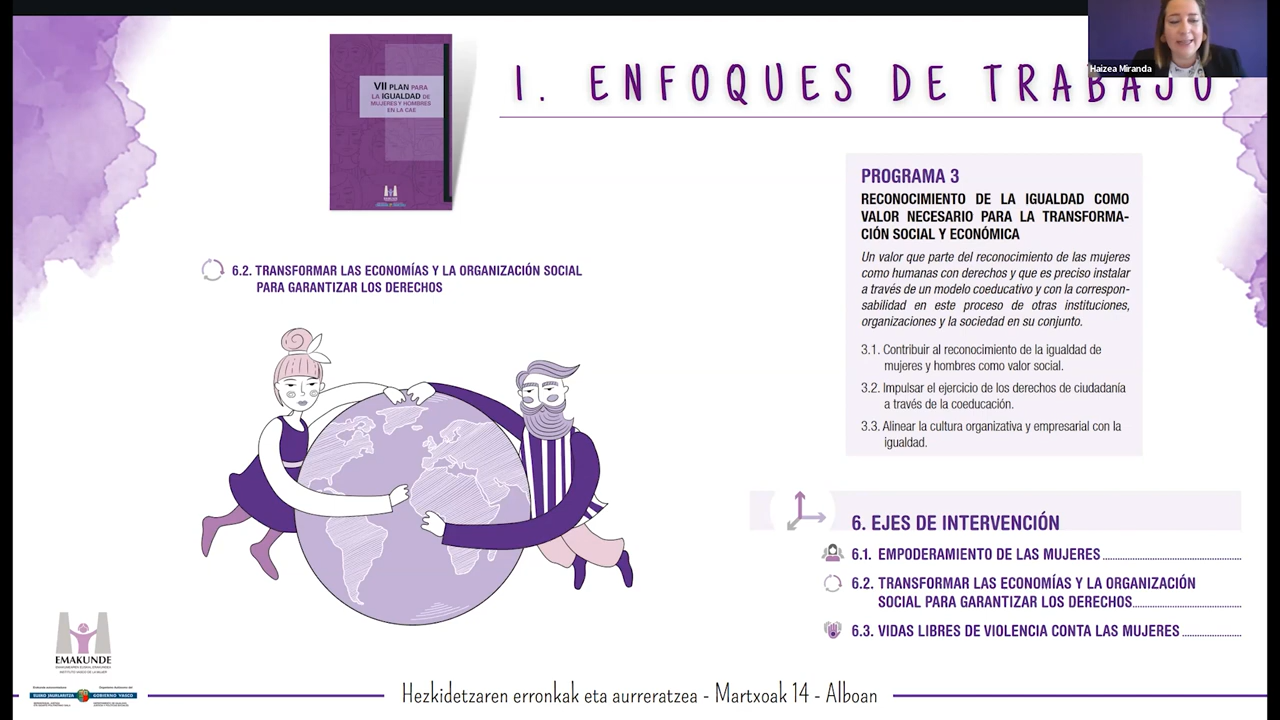 Haizea Miranda
I. ENFOQUES DE TRABAJO
VII PLAN PARA
LA IGUALDAD DE
MUJERES Y HOMBRES
EN LA CAE
6.2. TRANSFORMAR LAS ECONOMÍAS Y LA ORGANIZACIÓN SOCIAL
PARA GARANTIZAR LOS DERECHOS
PROGRAMA 3
RECONOCIMIENTO DE LA IGUALDAD COMO
VALOR NECESARIO PARA LA TRANSFORMA-
CIÓN SOCIAL Y ECONÓMICA
Un valor que parte del reconocimiento de las mujeres
como humanas con derechos y que es preciso instalar
a través de un modelo coeducativo y con la correspon-
sabilidad en este proceso de otras instituciones,
organizaciones y la sociedad en su conjunto.
3.1. Contribuir al reconocimiento de la igualdad de
mujeres y hombres como valor social.
3.2. Impulsar el ejercicio de los derechos de ciudadanía
a través de la coeducación.
3.3. Alinear la cultura organizativa y empresarial con la
igualdad.
6. EJES DE INTERVENCIÓN
6.1. EMPODERAMIENTO DE LAS MUJERES
6.2. TRANSFORMAR LAS ECONOMÍAS Y LA ORGANIZACIÓN
SOCIAL PARA GARANTIZAR LOS DERECHOS
6.3. VIDAS LIBRES DE VIOLENCIA CONTA LAS MUJERES
EMAKUNDE
EUSKO JAURLARITZA
GOBIERNO VASCO
eta aurreratzea - Martxoak 14 - Bilboan